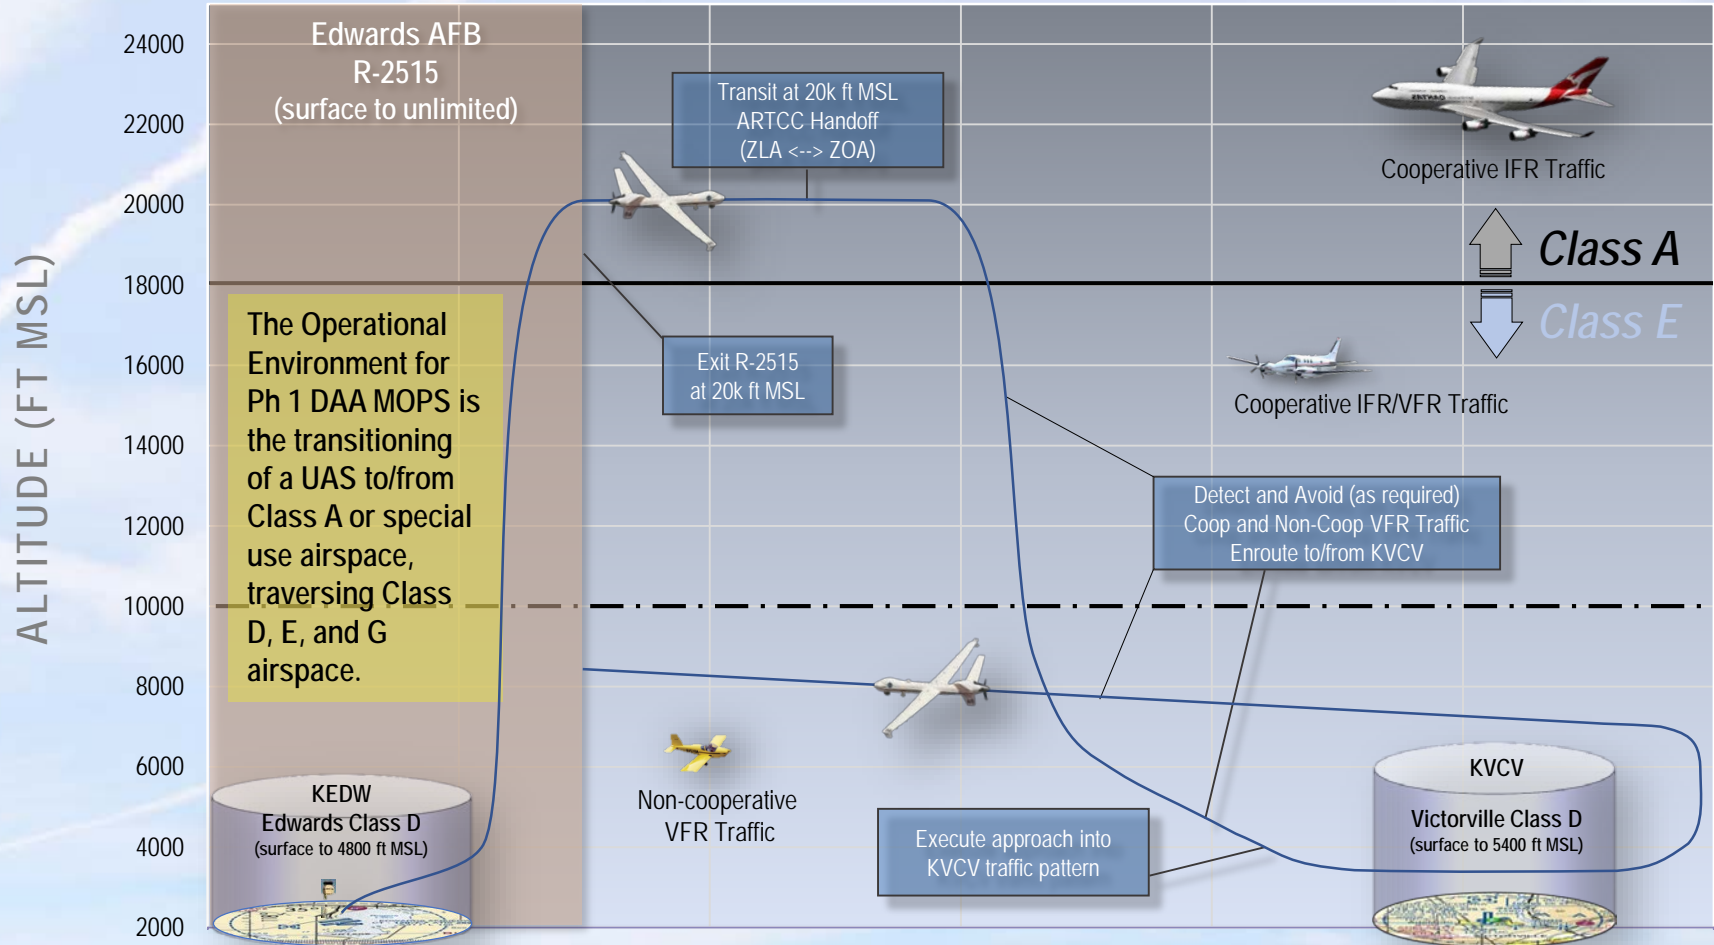 ALTITUDE (FT MSL)
24000
22000
20000
18000
16000
14000
12000
10000
8000
6000
4000
2000
Edwards AFB
R-2515
(surface to unlimited)
Transit at 20k ft MSL
ARTCC Handoff
(ZLA <--> ZOA)
QANTAS
Cooperative IFR Traffic
Class A
Class E
The Operational
Environment for
Ph 1 DAA MOPS is
the transitioning
of a UAS to/from
Class A or special
use airspace,
traversing Class
D, E, and G
airspace.
Exit R-2515
at 20k ft MSL
Cooperative IFR/VFR Traffic
Detect and Avoid (as required)
Coop and Non-Coop VFR Traffic
Enroute to/from KVCV
Non-cooperative
VFR Traffic
Execute approach into
KVCV traffic pattern
KEDW
Edwards Class D
(surface to 4800 ft MSL)
KVCV
Victorville Class D
(surface to 5400 ft MSL)